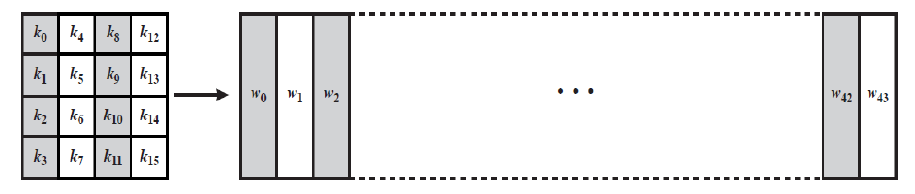 k0 k4 k8 k12
k1 k5 k9 k13
k2 k6 k10 k14
k3 k7 k11 k15
w0 w1 w2 • • • w42 w43